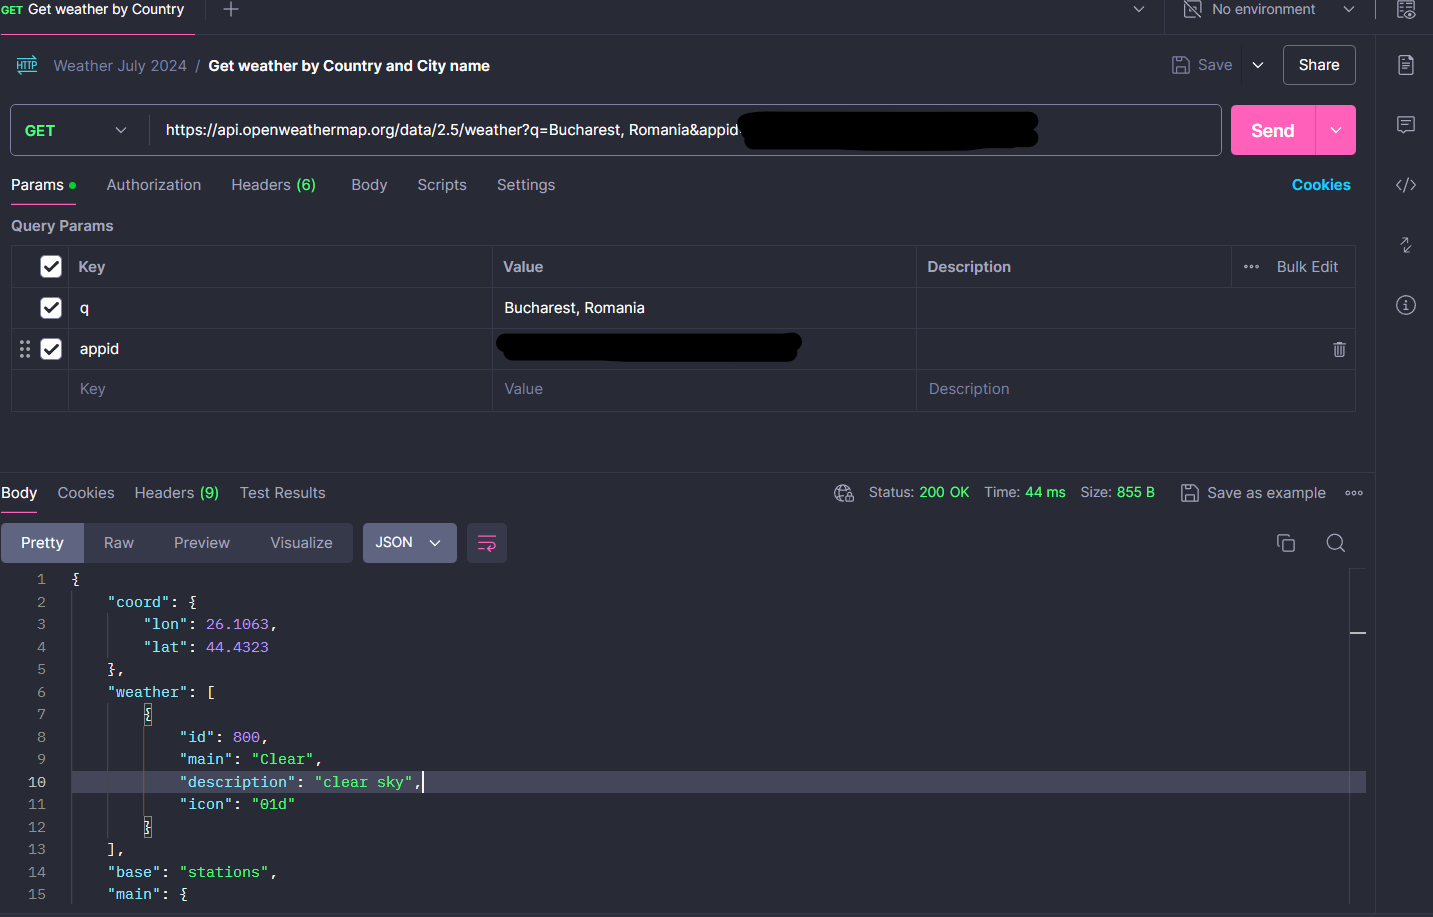 GET Get weather by Country
No environment
HTTP Weather July 2024 / Get weather by Country and City name Save Share
GET https://api.openweathermap.org/data/2.5/weather?q=Bucharest, Romania&appid Send
Params Authorization Headers (6) Body Scripts Settings Cookies
Query Params
Key Value Description Bulk Edit
q Bucharest, Romania
appid
Key Value Description
Body Cookies Headers (9) Test Results Status: 200 OK Time: 44 ms Size: 855 B Save as example
Pretty Raw Preview Visualize JSON
1 {
2 "coord": {
3 "lon": 26.1063,
4 "lat": 44.4323
5 },
6 "weather": [
7 {
8 "id": 800,
9 "main": "Clear",
10 "description": "clear sky",
11 "icon": "01d"
12 }
13 ],
14 "base": "stations",
15 "main": {